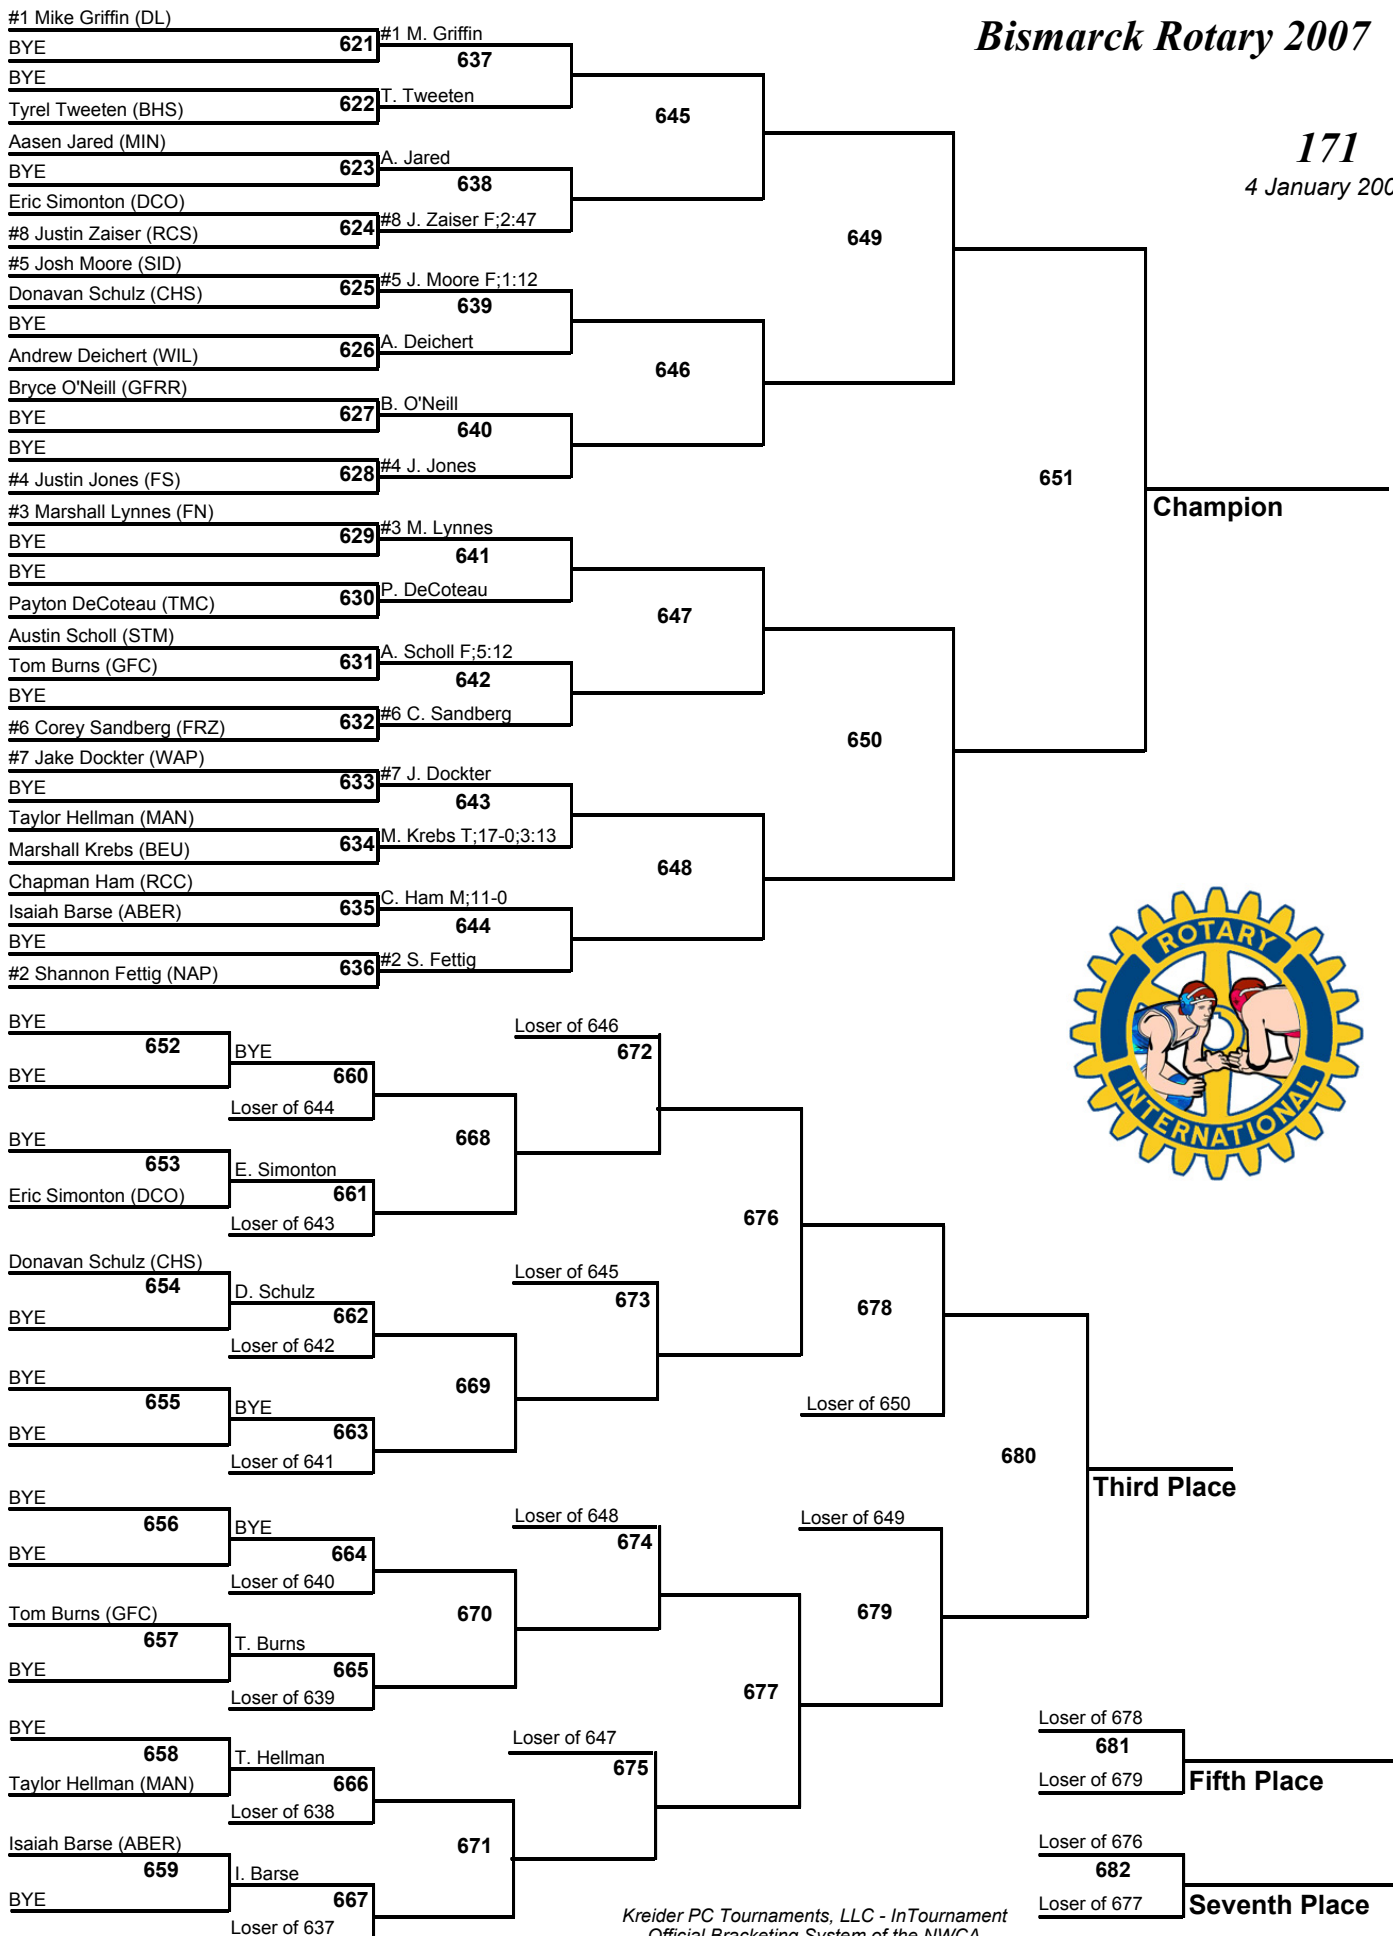 Bismarck Rotary 2007
171
4 January 200
#1 Mike Griffin (DL)
BYE
621
BYE
Tyrel Tweeten (BHS)
622
Aasen Jared (MIN)
BYE
623
Eric Simonton (DCO)
#8 Justin Zaiser (RCS)
624
#5 Josh Moore (SID)
Donavan Schulz (CHS)
625
BYE
Andrew Deichert (WIL)
626
Bryce O'Neill (GFRR)
BYE
627
BYE
#4 Justin Jones (FS)
628
#3 Marshall Lynnes (FN)
BYE
629
BYE
Payton DeCoteau (TMC)
630
Austin Scholl (STM)
Tom Burns (GFC)
631
BYE
#6 Corey Sandberg (FRZ)
632
#7 Jake Dockter (WAP)
BYE
633
Taylor Hellman (MAN)
Marshall Krebs (BEU)
634
Chapman Ham (RCC)
Isaiah Barse (ABER)
635
BYE
#2 Shannon Fettig (NAP)
636
#1 M. Griffin
637
T. Tweeten
A. Jared
638
#8 J. Zaiser F;2:47
#5 J. Moore F;1:12
639
A. Deichert
B. O'Neill
640
#4 J. Jones
#3 M. Lynnes
641
P. DeCoteau
A. Scholl F;5:12
642
#6 C. Sandberg
#7 J. Dockter
643
M. Krebs T;17-0;3:13
C. Ham M;11-0
644
#2 S. Fettig
645
646
647
648
649
650
651
Champion
ROTARY
INTERNATIONAL
BYE
652
BYE
BYE
653
Eric Simonton (DCO)
Donavan Schulz (CHS)
654
BYE
BYE
655
BYE
BYE
656
BYE
Tom Burns (GFC)
657
BYE
BYE
658
Taylor Hellman (MAN)
Isaiah Barse (ABER)
659
BYE
BYE
660
Loser of 644
E. Simonton
661
Loser of 643
D. Schulz
662
Loser of 642
BYE
663
Loser of 641
BYE
664
Loser of 640
T. Burns
665
Loser of 639
T. Hellman
666
Loser of 638
I. Barse
667
Loser of 637
668
669
670
671
Loser of 646
672
Loser of 645
673
Loser of 648
674
Loser of 647
675
676
677
678
Loser of 650
Loser of 649
679
680
Third Place
Loser of 678
681
Loser of 679
Fifth Place
Loser of 676
682
Loser of 677
Seventh Place
Kreider PC Tournaments, LLC - InTournament
Official Bracketing System of the NWCA